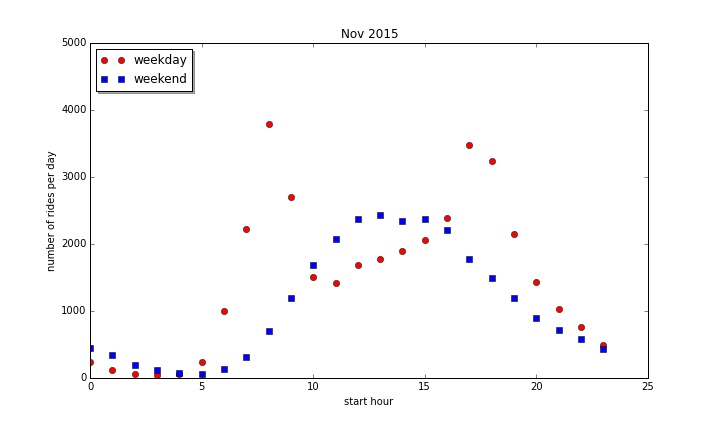 Nov 2015
weekday
weekend
number of rides per day
5000
4000
3000
2000
1000
0
0 5 10 15 20 25
start hour